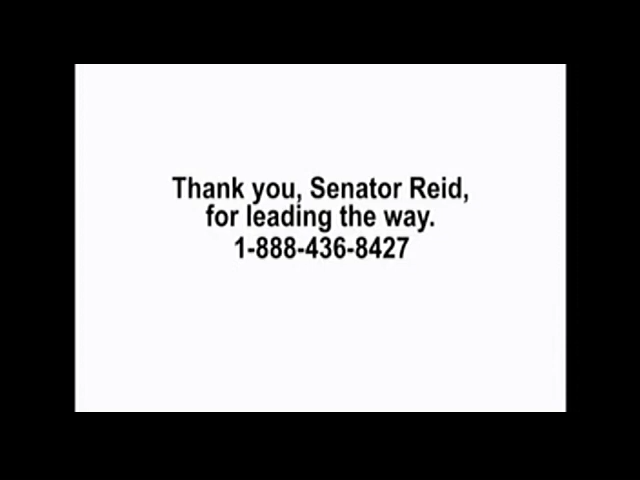 Thank you, Senator Reid,
for leading the way.
1-888-436-8427